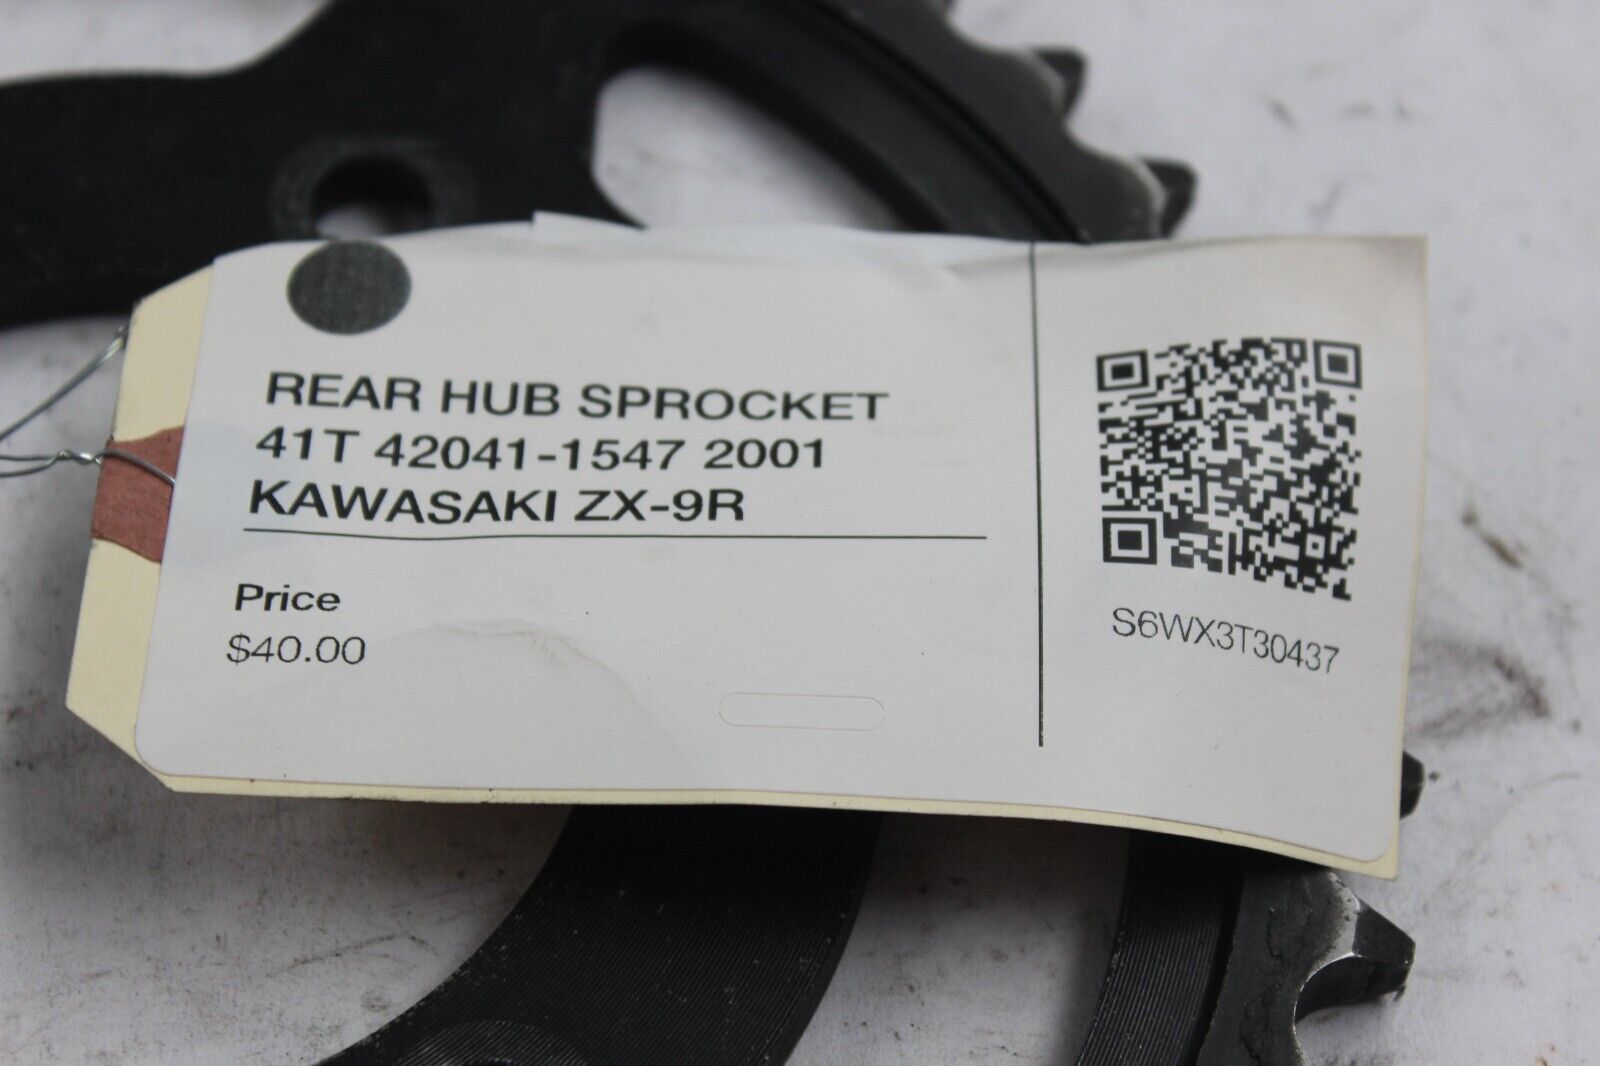 REAR HUB SPROCKET
41T 42041-1547 2001
KAWASAKI ZX-9R
Price
$40.00
S6WX3T30437